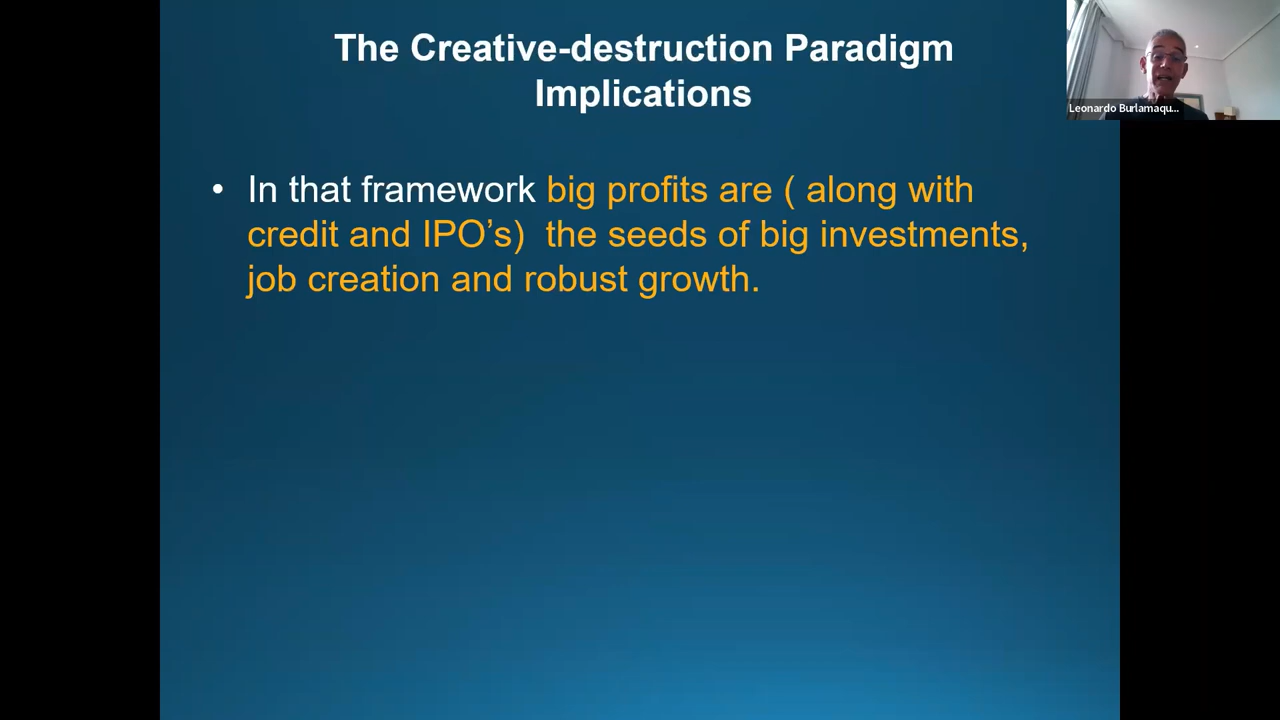 The Creative-destruction Paradigm
Implications
Leonardo Burlamaqu...
• In that framework big profits are ( along with
credit and IPO’s)  the seeds of big investments,
job creation and robust growth.